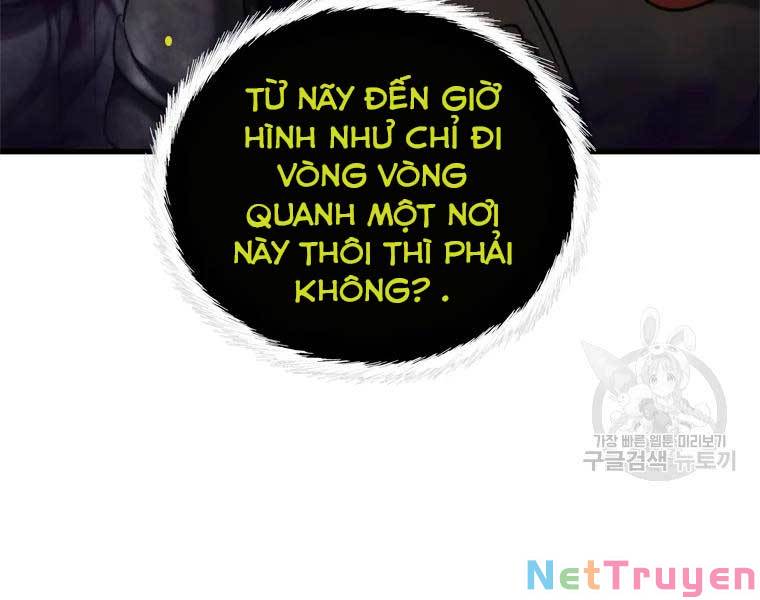 TỪ NÃY ĐẾN GIỜ
HÌNH NHƯ CHỈ ĐI
VÒNG VÒNG
QUANH MỘT NƠI
NÀY THÔI THÌ PHẢI
KHÔNG? .
가장 빠른 웹툰 미리보기
구글검색 뉴토끼
NetTruyen